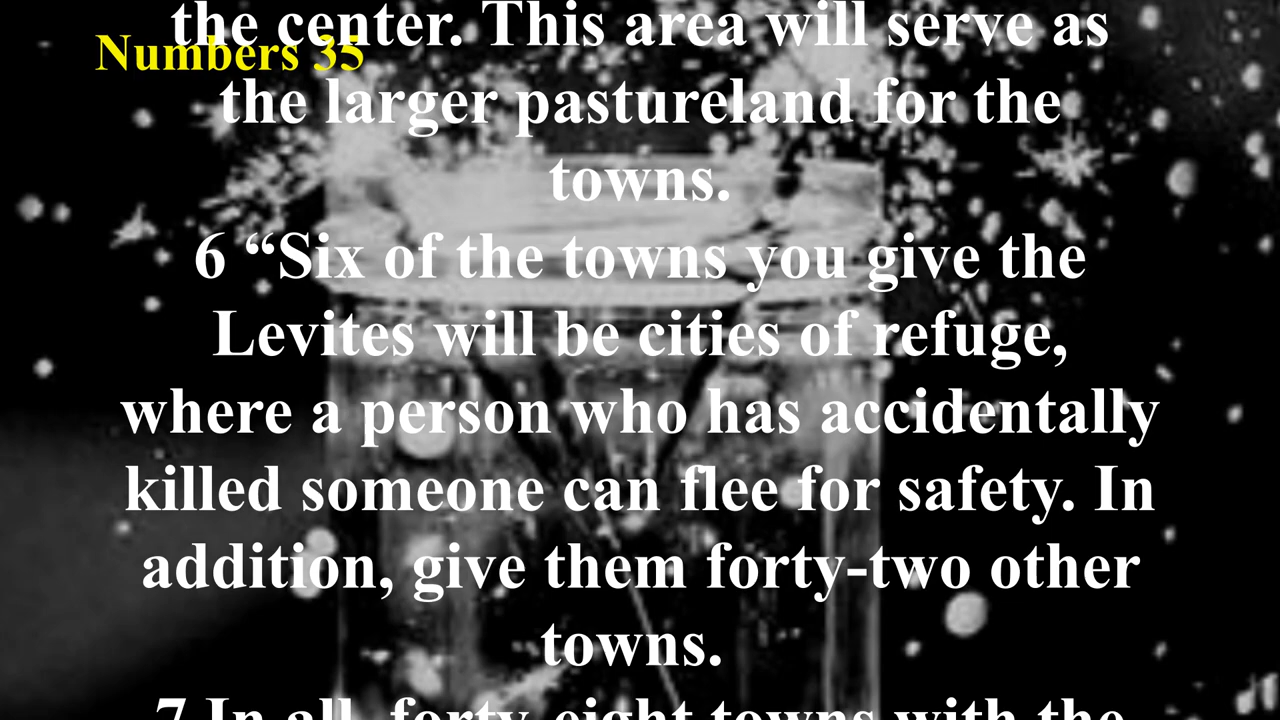 the center. This area will serve as
Numbers 35
the larger pastureland for the
towns.
6 “Six of the towns you give the
Levites will be cities of refuge,
where a person who has accidentally
killed someone can flee for safety. In
addition, give them forty-two other
towns.
7 In all, forty-eight towns with the